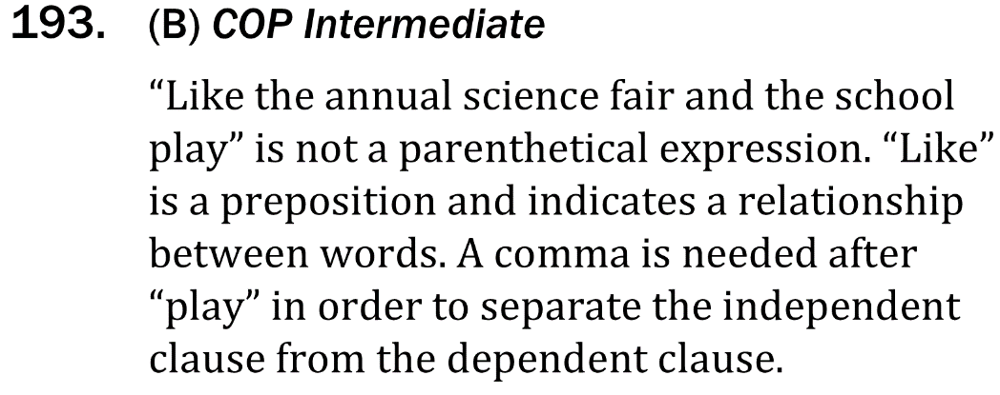 193. (B) COP Intermediate
“Like the annual science fair and the school
play” is not a parenthetical expression. “Like”
is a preposition and indicates a relationship
between words. A comma is needed after
“play” in order to separate the independent
clause from the dependent clause.